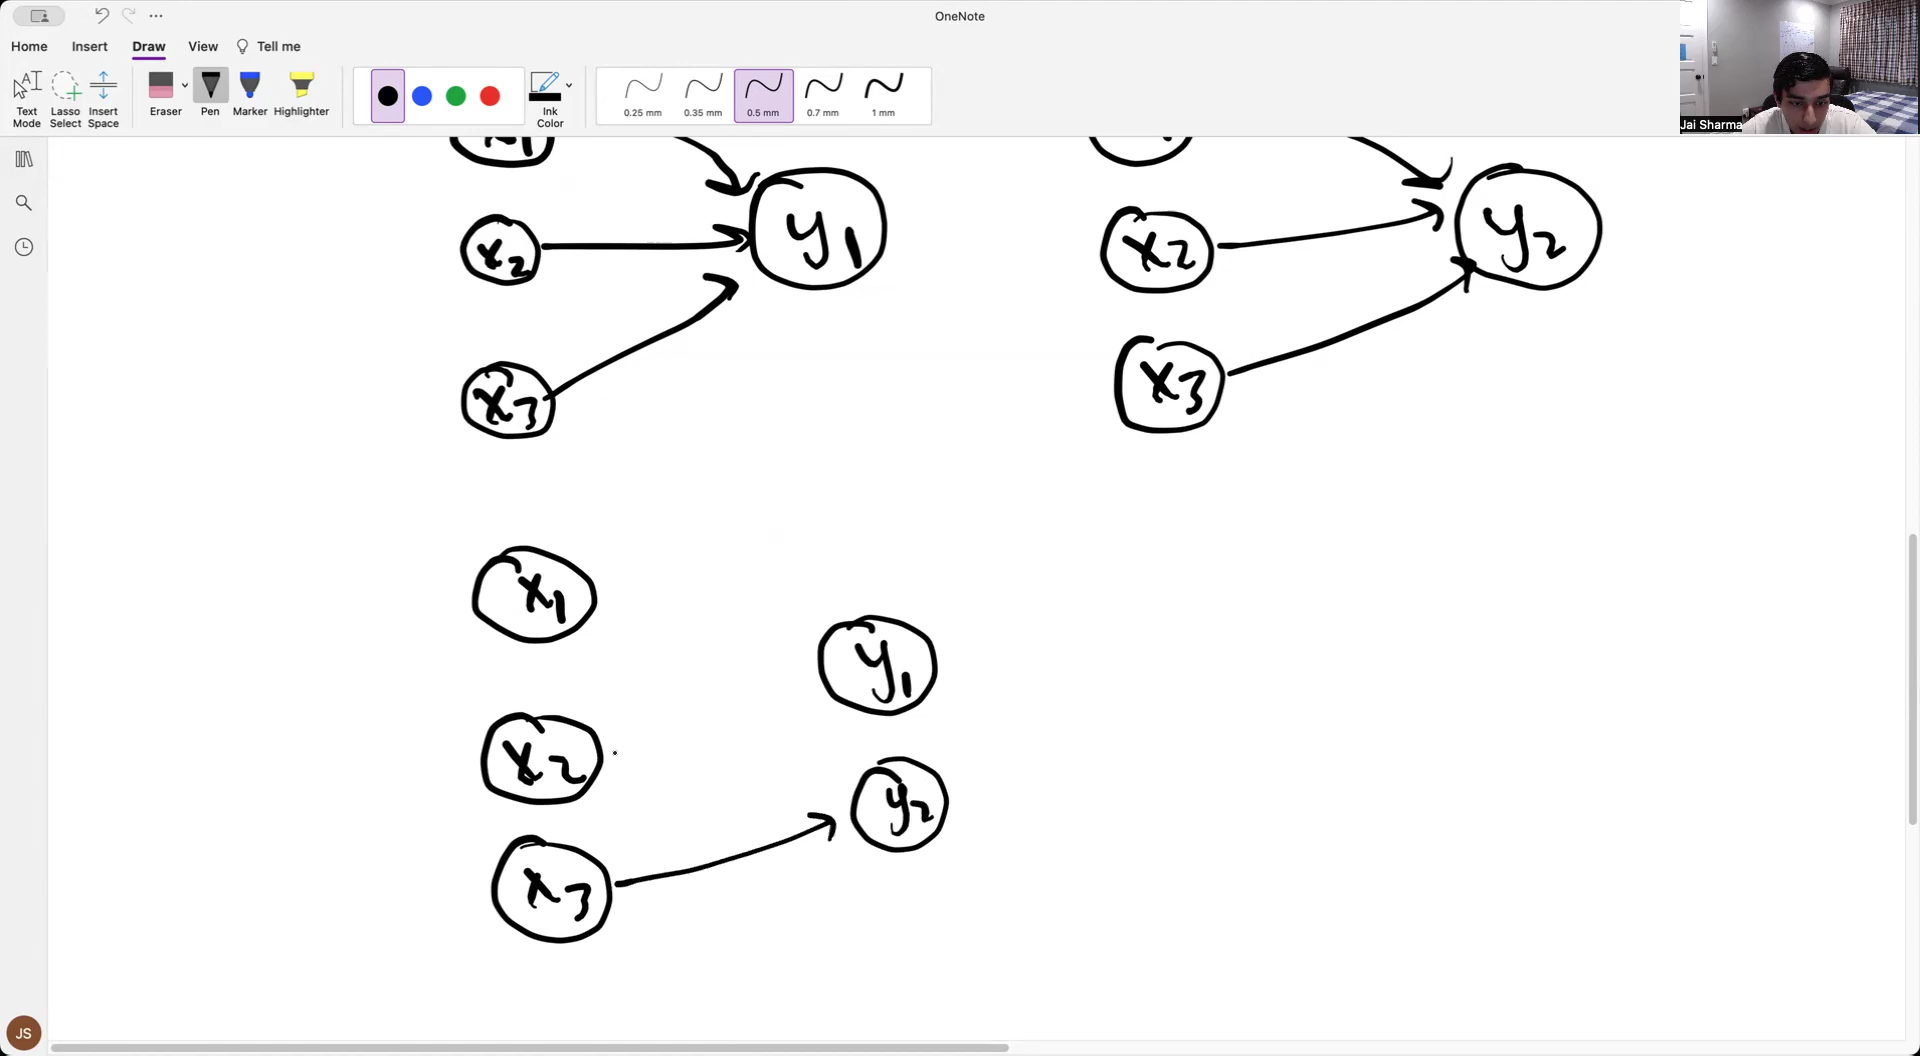 OneNote
Home Insert Draw View Tell me
Text Mode
Lasso Select
Insert Space
Eraser
Pen
Marker
Highlighter
Ink Color
0.25 mm
0.35 mm
0.5 mm
0.7 mm
1 mm
Jai Sharma
y1
y2
x2
x2
x3
x3
x1
y1
x2
y2
x3
JS